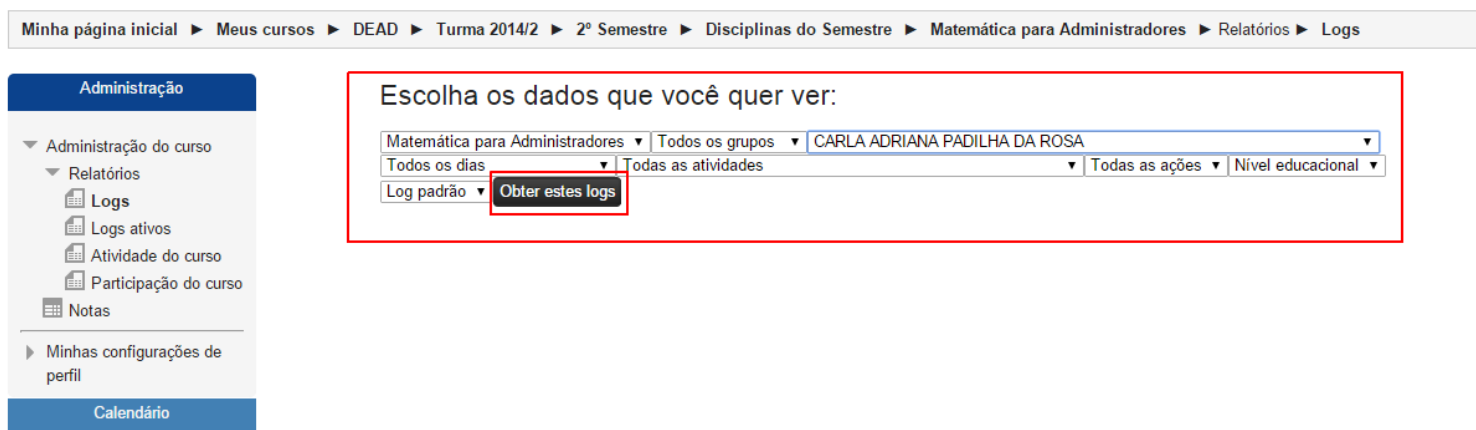 Minha página inicial ► Meus cursos ► DEAD ► Turma 2014/2 ► 2º Semestre ► Disciplinas do Semestre ► Matemática para Administradores ► Relatórios ► Logs
Administração
Administração do curso
Relatórios
Logs
Logs ativos
Atividade do curso
Participação do curso
Notas
Minhas configurações de
perfil
Calendário
Escolha os dados que você quer ver:
Matemática para Administradores ▼ Todos os grupos ▼ CARLA ADRIANA PADILHA DA ROSA ▼
Todos os dias ▼ Todas as atividades ▼ Todas as ações ▼ Nível educacional ▼
Log padrão ▼ Obter estes logs